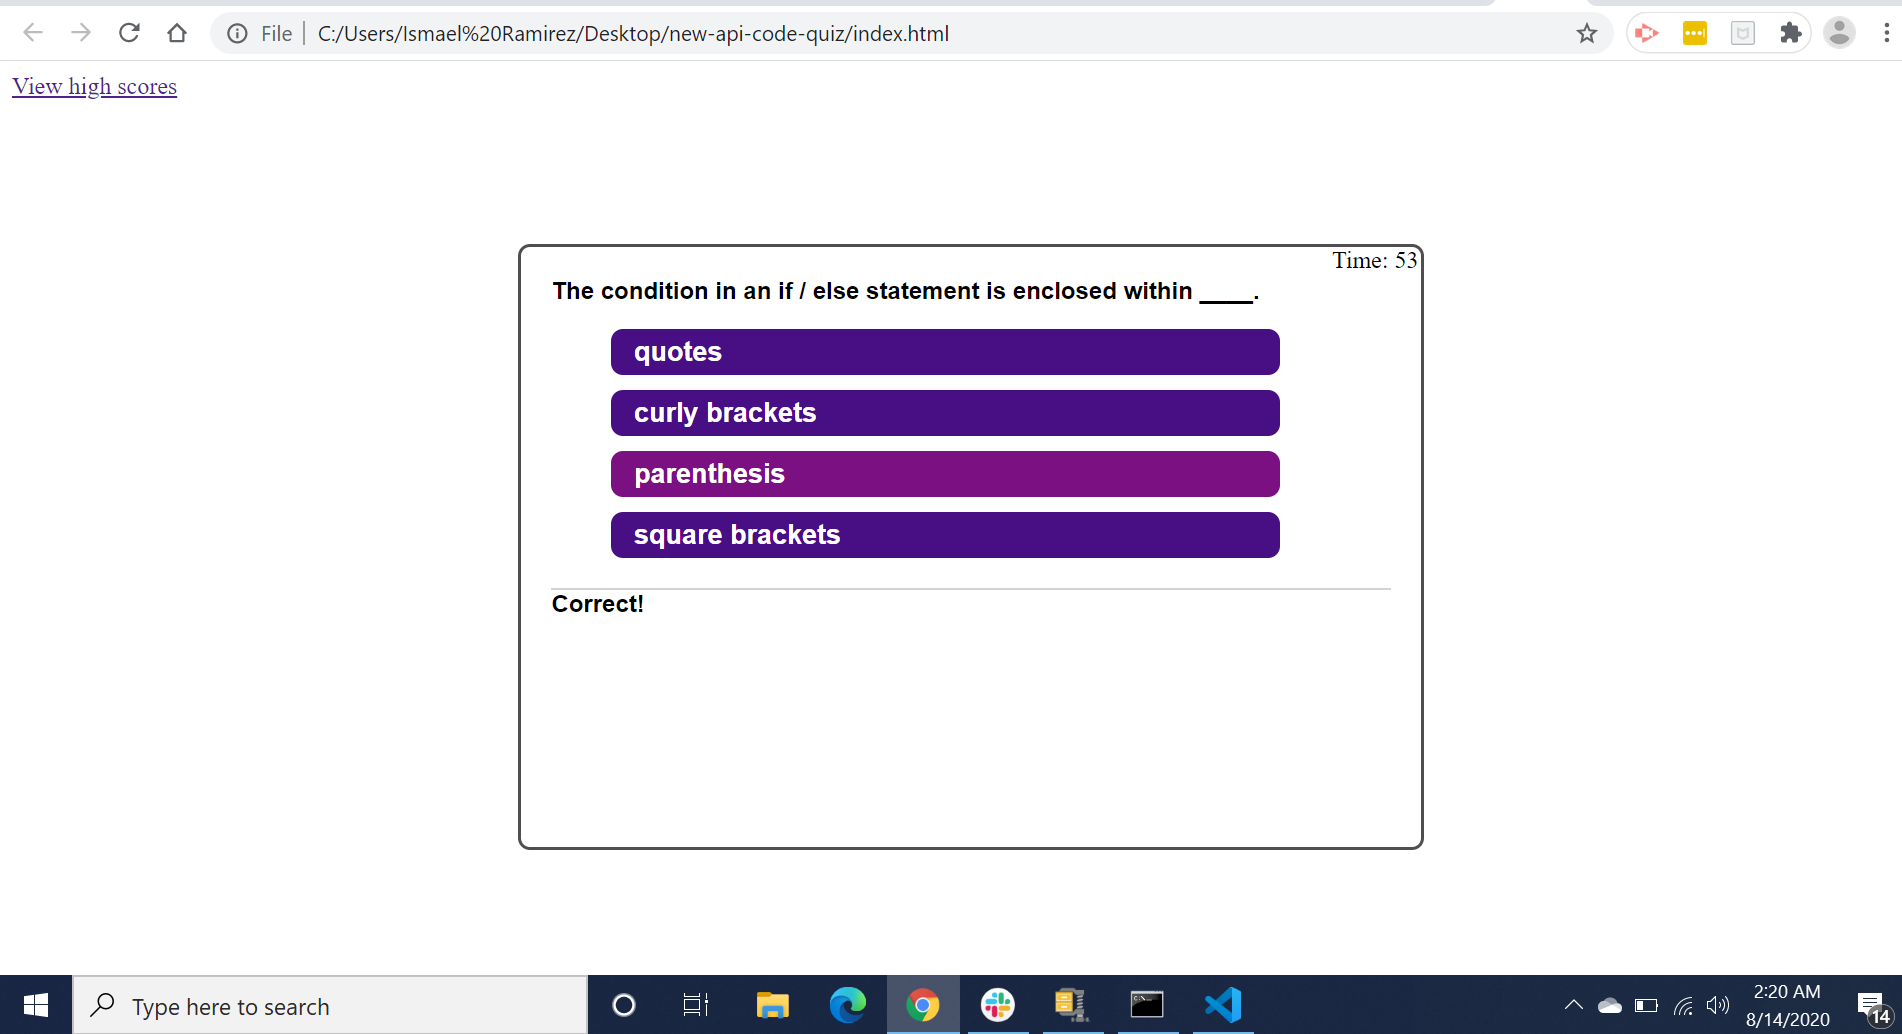 File
C:/Users/Ismael%20Ramirez/Desktop/new-api-code-quiz/index.html
View high scores
Time: 53
The condition in an if / else statement is enclosed within ____.
quotes
curly brackets
parenthesis
square brackets
Correct!
Type here to search
2:20 AM
8/14/2020
14